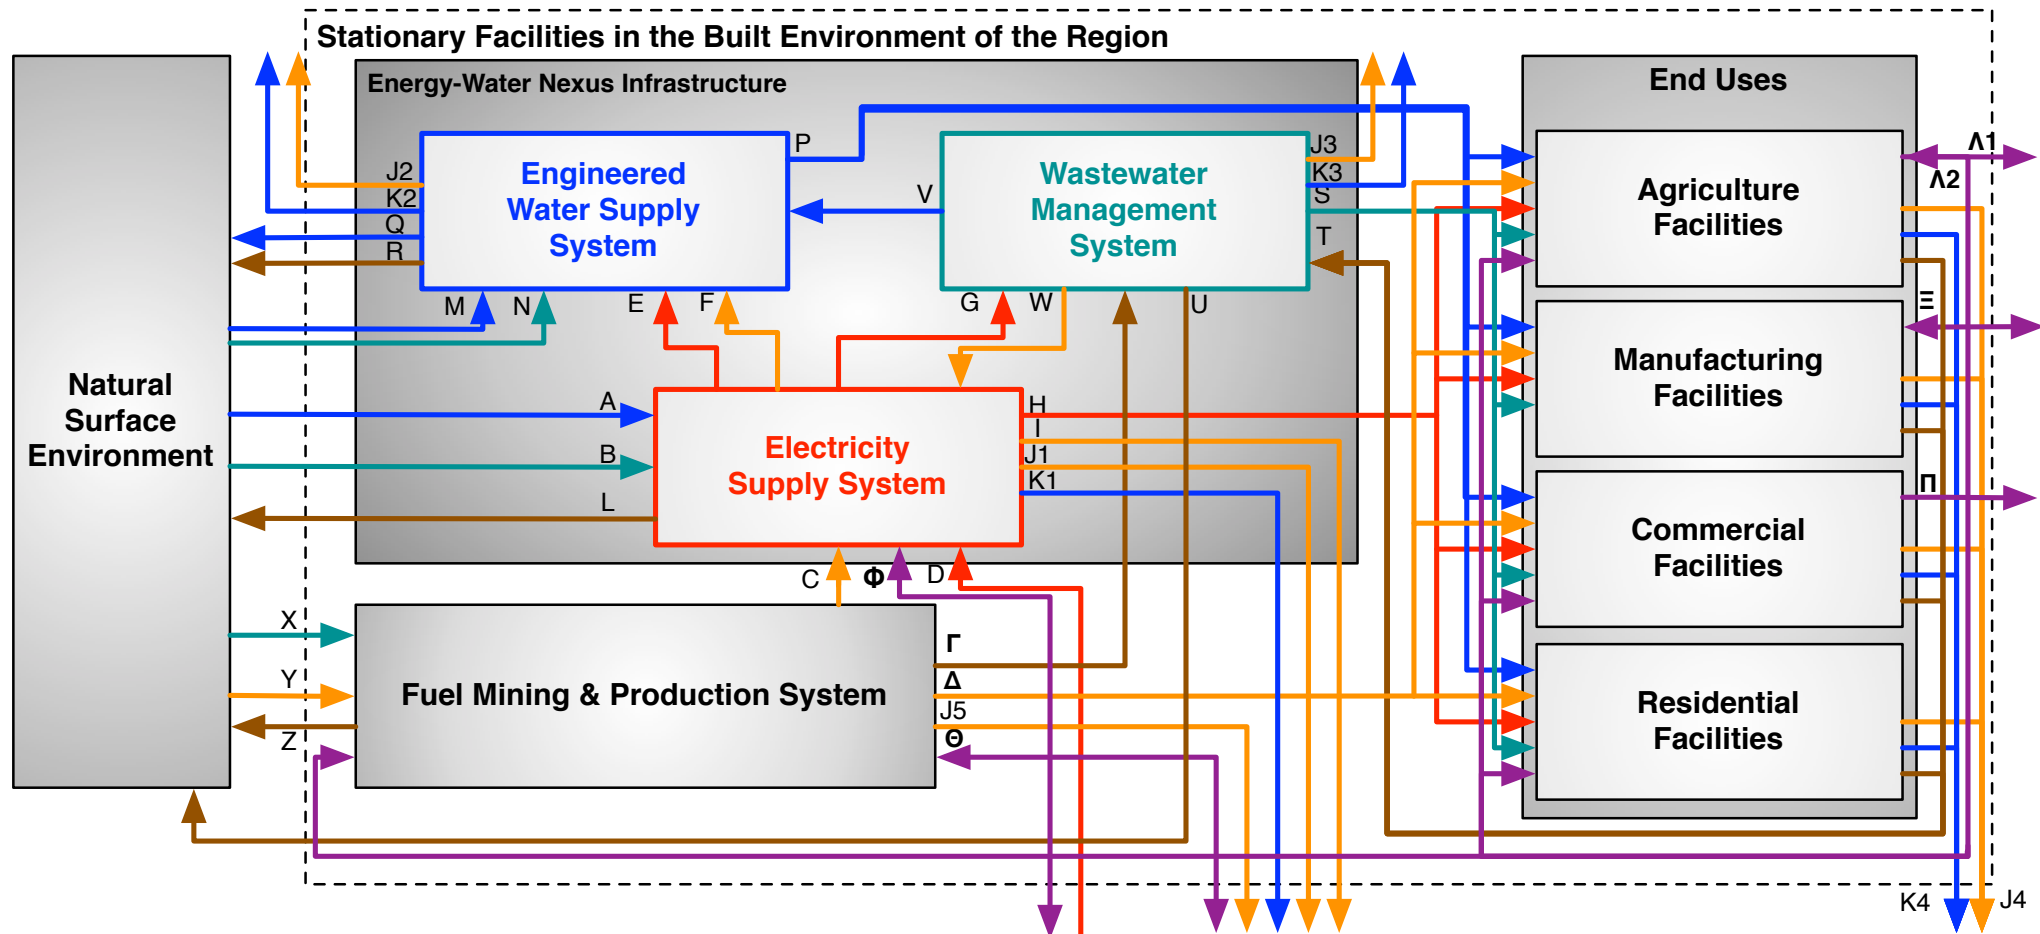 Stationary Facilities in the Built Environment of the Region
Energy-Water Nexus Infrastructure
End Uses
Natural
Surface
Environment
Engineered
Water Supply
System
Wastewater
Management
System
Electricity
Supply System
Fuel Mining & Production System
Agriculture
Facilities
Manufacturing
Facilities
Commercial
Facilities
Residential
Facilities
J2
K2
Q
R
P
V
J3
K3
S
T
M
N
E
F
G
W
U
A
B
L
H
I
J1
K1
C
Φ
D
X
Y
Z
Γ
Δ
J5
Θ
Λ1
Λ2
Ξ
Π
K4
J4